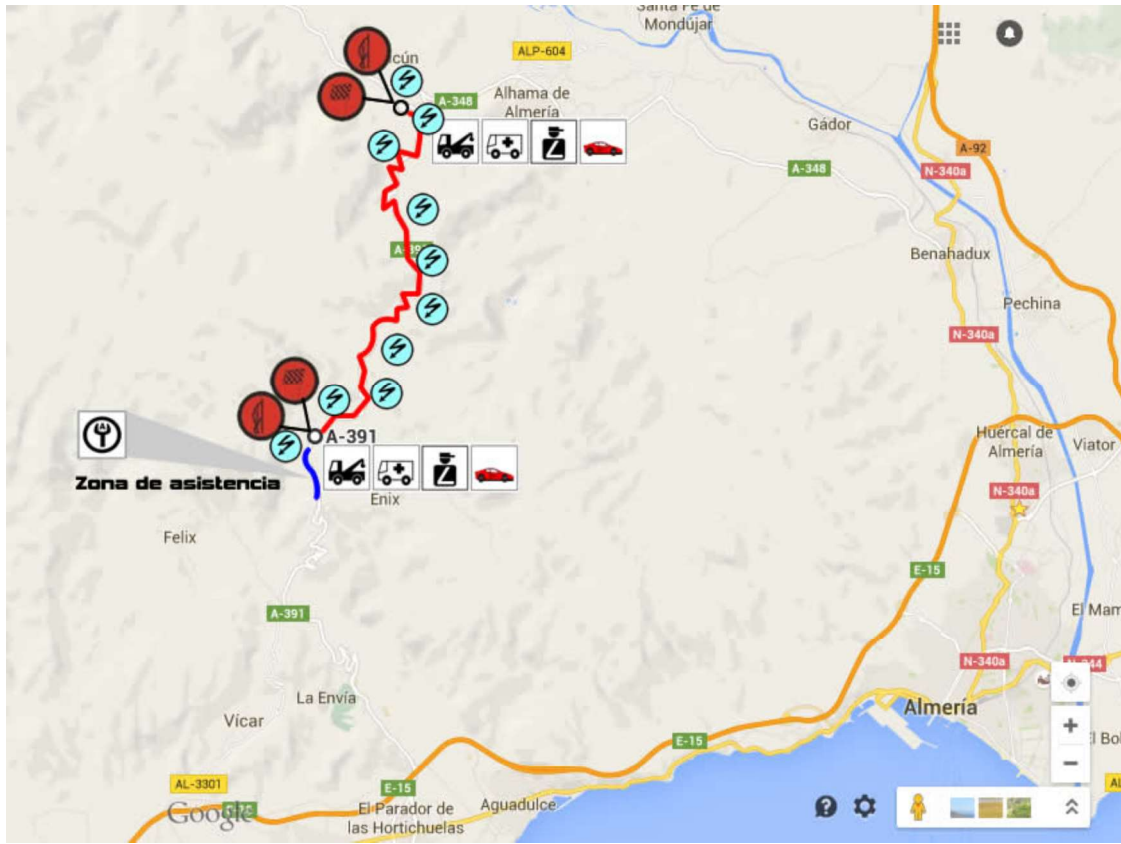 Santa Fe de
Mondújar
ALP-604
cún
A-348
Alhama de
Almería
Gádor
A-92
A-348
N-340a
Benahadux
Pechina
N-340a
A-391
Zona de asistencia
Enix
Felix
Huércal de
Almería
Viator
N-340a
E-15
A-391
El Mam
N-340a
La Envía
Vícar
Almería
E-15
El Bol
AL-3301
E-15
Google
El Parador de
las Hortichuelas
Aguadulce